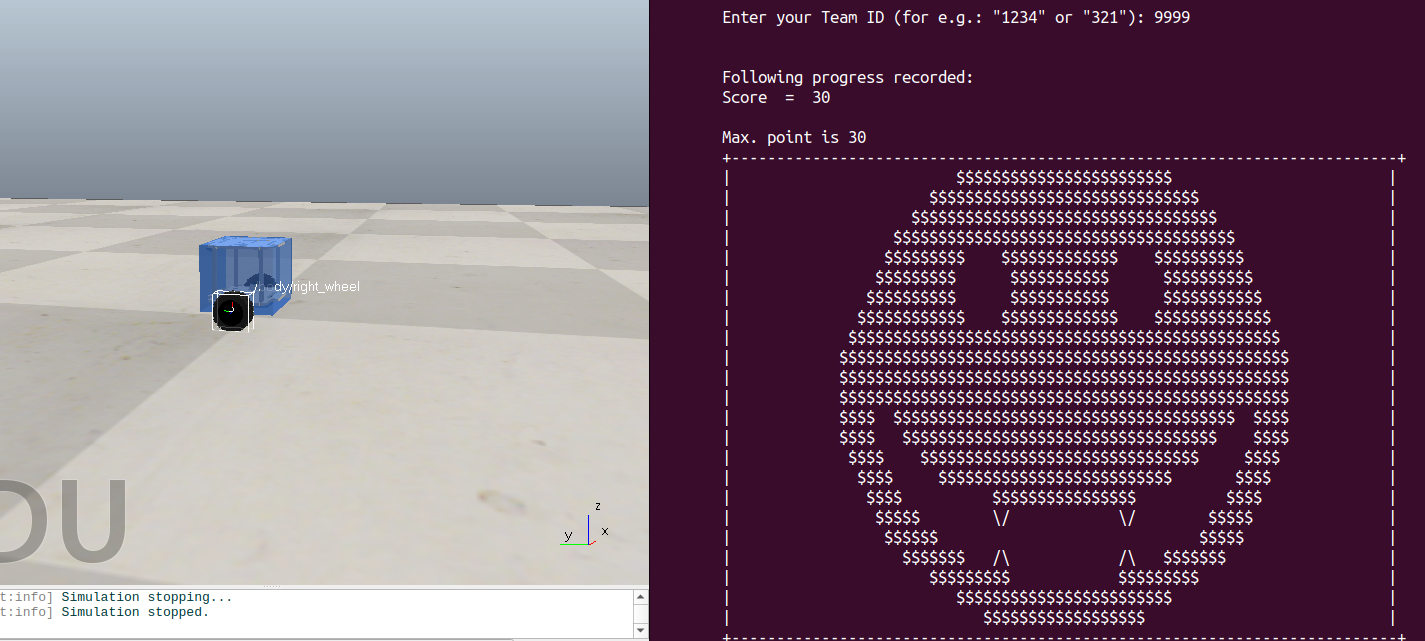 /. dy/right_wheel
z
y
x
DU
t:info] Simulation stopping...
t:info] Simulation stopped.
Enter your Team ID (for e.g.: "1234" or "321"): 9999
Following progress recorded:
Score  =  30
Max. point is 30